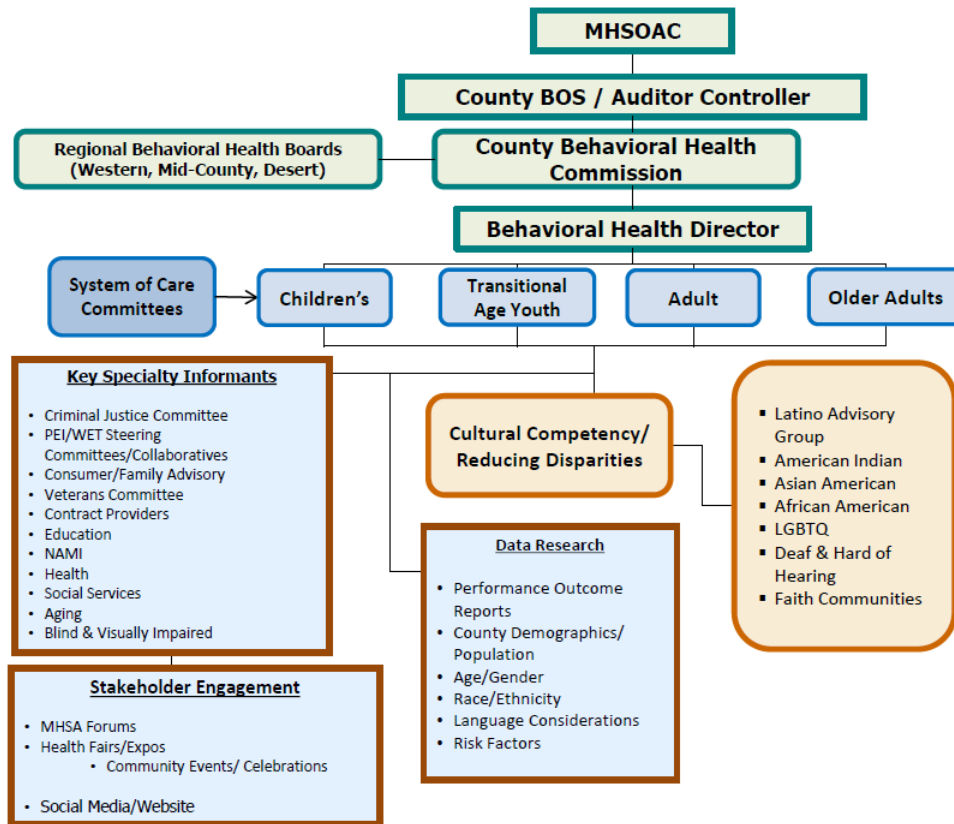 MHSOAC
County BOS / Auditor Controller
Regional Behavioral Health Boards
(Western, Mid-County, Desert)
County Behavioral Health
Commission
Behavioral Health Director
System of Care
Committees
Children's
Transitional
Age Youth
Adult
Older Adults
Key Specialty Informants
• Criminal Justice Committee
• PEI/WET Steering
Committees/Collaboratives
• Consumer/Family Advisory
• Veterans Committee
• Contract Providers
• Education
• NAMI
• Health
• Social Services
• Aging
• Blind & Visually Impaired
Cultural Competency/
Reducing Disparities
▪ Latino Advisory
Group
▪ American Indian
▪ Asian American
▪ African American
▪ LGBTQ
▪ Deaf & Hard of
Hearing
▪ Faith Communities
Data Research
• Performance Outcome
Reports
• County Demographics/
Population
• Age/Gender
• Race/Ethnicity
• Language Considerations
• Risk Factors
Stakeholder Engagement
• MHSA Forums
• Health Fairs/Expos
• Community Events/ Celebrations
• Social Media/Website